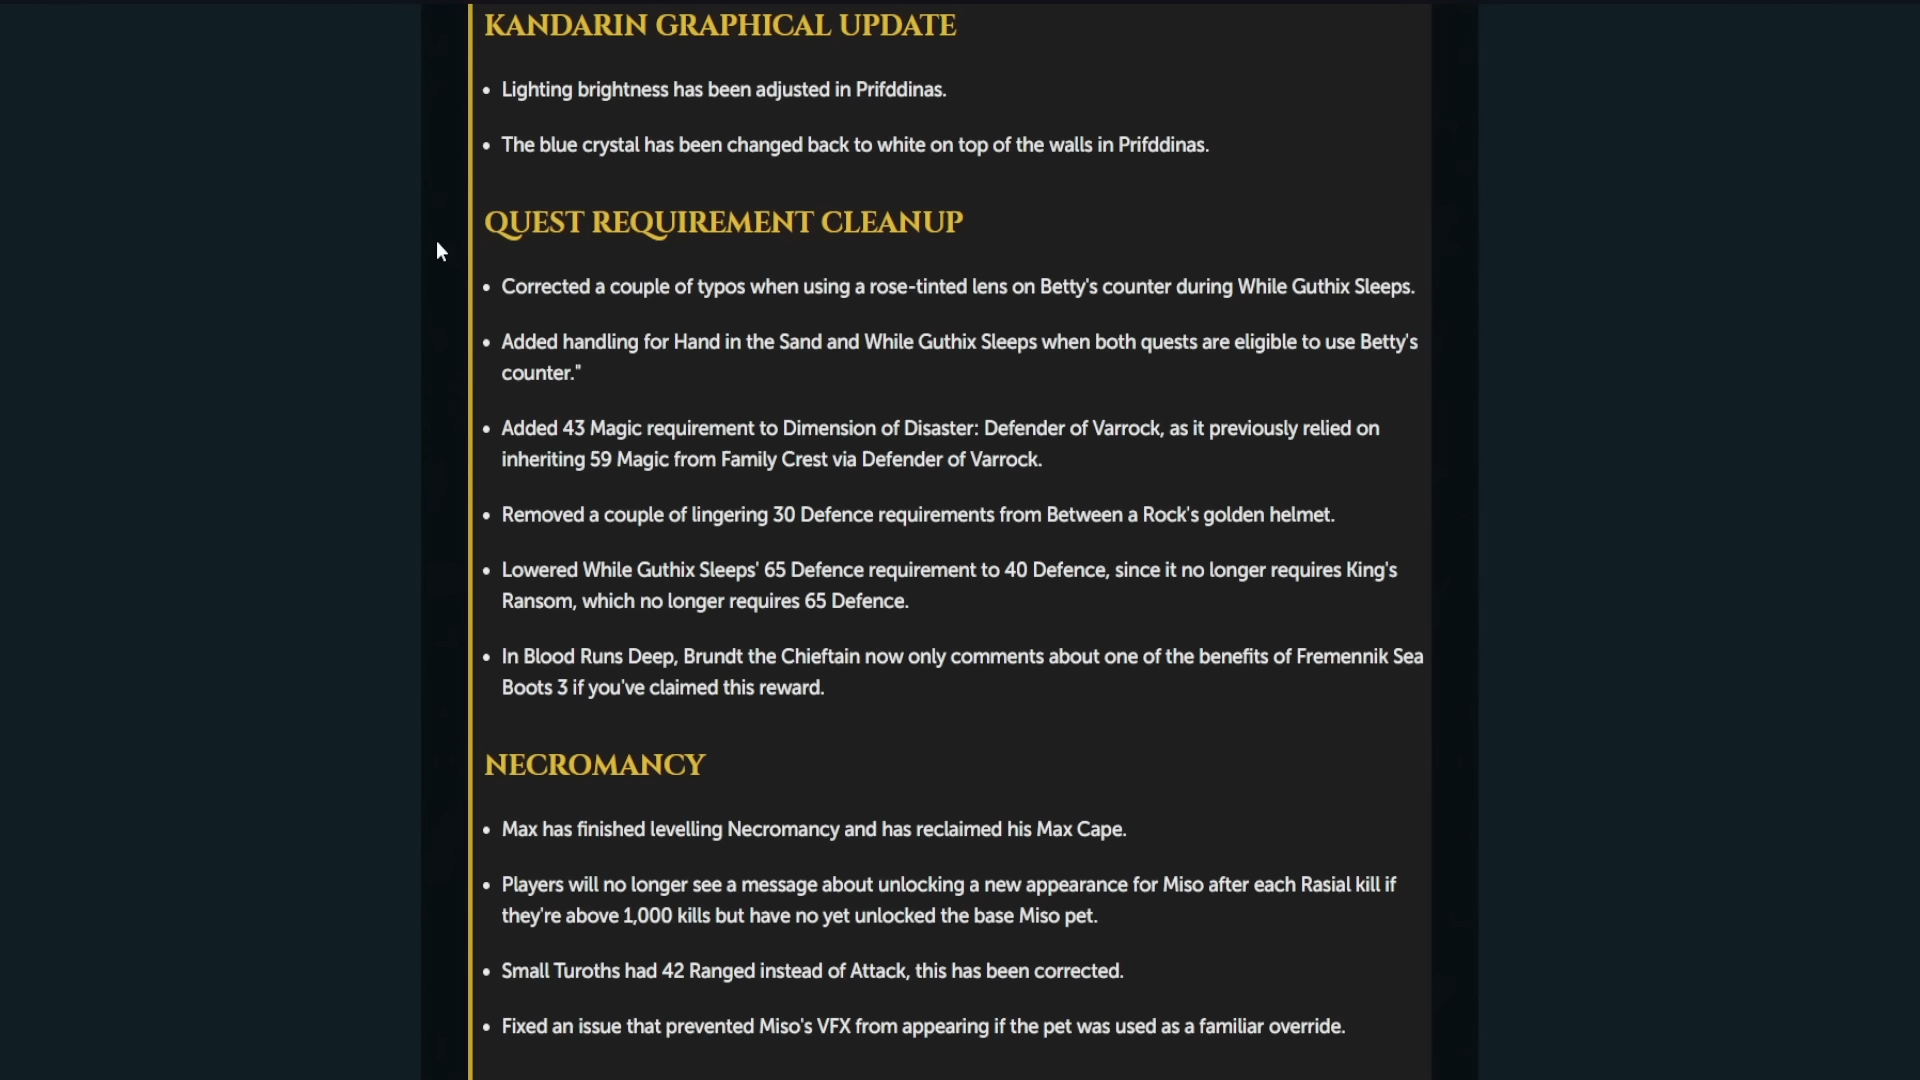 KANDARIN GRAPHICAL UPDATE
• Lighting brightness has been adjusted in Prifddinas.
• The blue crystal has been changed back to white on top of the walls in Prifddinas.
QUEST REQUIREMENT CLEANUP
• Corrected a couple of typos when using a rose-tinted lens on Betty's counter during While Guthix Sleeps.
• Added handling for Hand in the Sand and While Guthix Sleeps when both quests are eligible to use Betty's
counter."
• Added 43 Magic requirement to Dimension of Disaster: Defender of Varrock, as it previously relied on
inheriting 59 Magic from Family Crest via Defender of Varrock.
• Removed a couple of lingering 30 Defence requirements from Between a Rock's golden helmet.
• Lowered While Guthix Sleeps' 65 Defence requirement to 40 Defence, since it no longer requires King's
Ransom, which no longer requires 65 Defence.
• In Blood Runs Deep, Brundt the Chieftain now only comments about one of the benefits of Fremennik Sea
Boots 3 if you've claimed this reward.
NECROMANCY
• Max has finished levelling Necromancy and has reclaimed his Max Cape.
• Players will no longer see a message about unlocking a new appearance for Miso after each Rasial kill if
they're above 1,000 kills but have no yet unlocked the base Miso pet.
• Small Turoths had 42 Ranged instead of Attack, this has been corrected.
• Fixed an issue that prevented Miso's VFX from appearing if the pet was used as a familiar override.